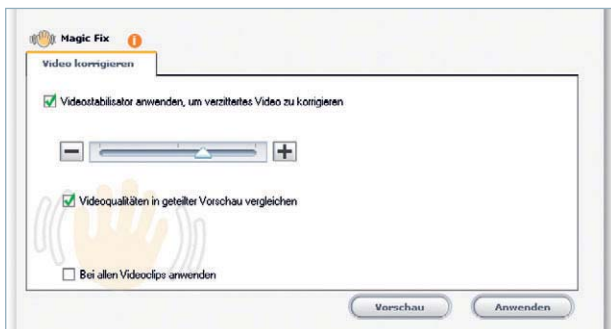 Magic Fix
Video korrigieren
Videostabilisator anwenden, um verzittertes Video zu korrigieren
Videoqualitäten in geteilter Vorschau vergleichen
Bei allen Videoclips anwenden
Vorschau Anwenden